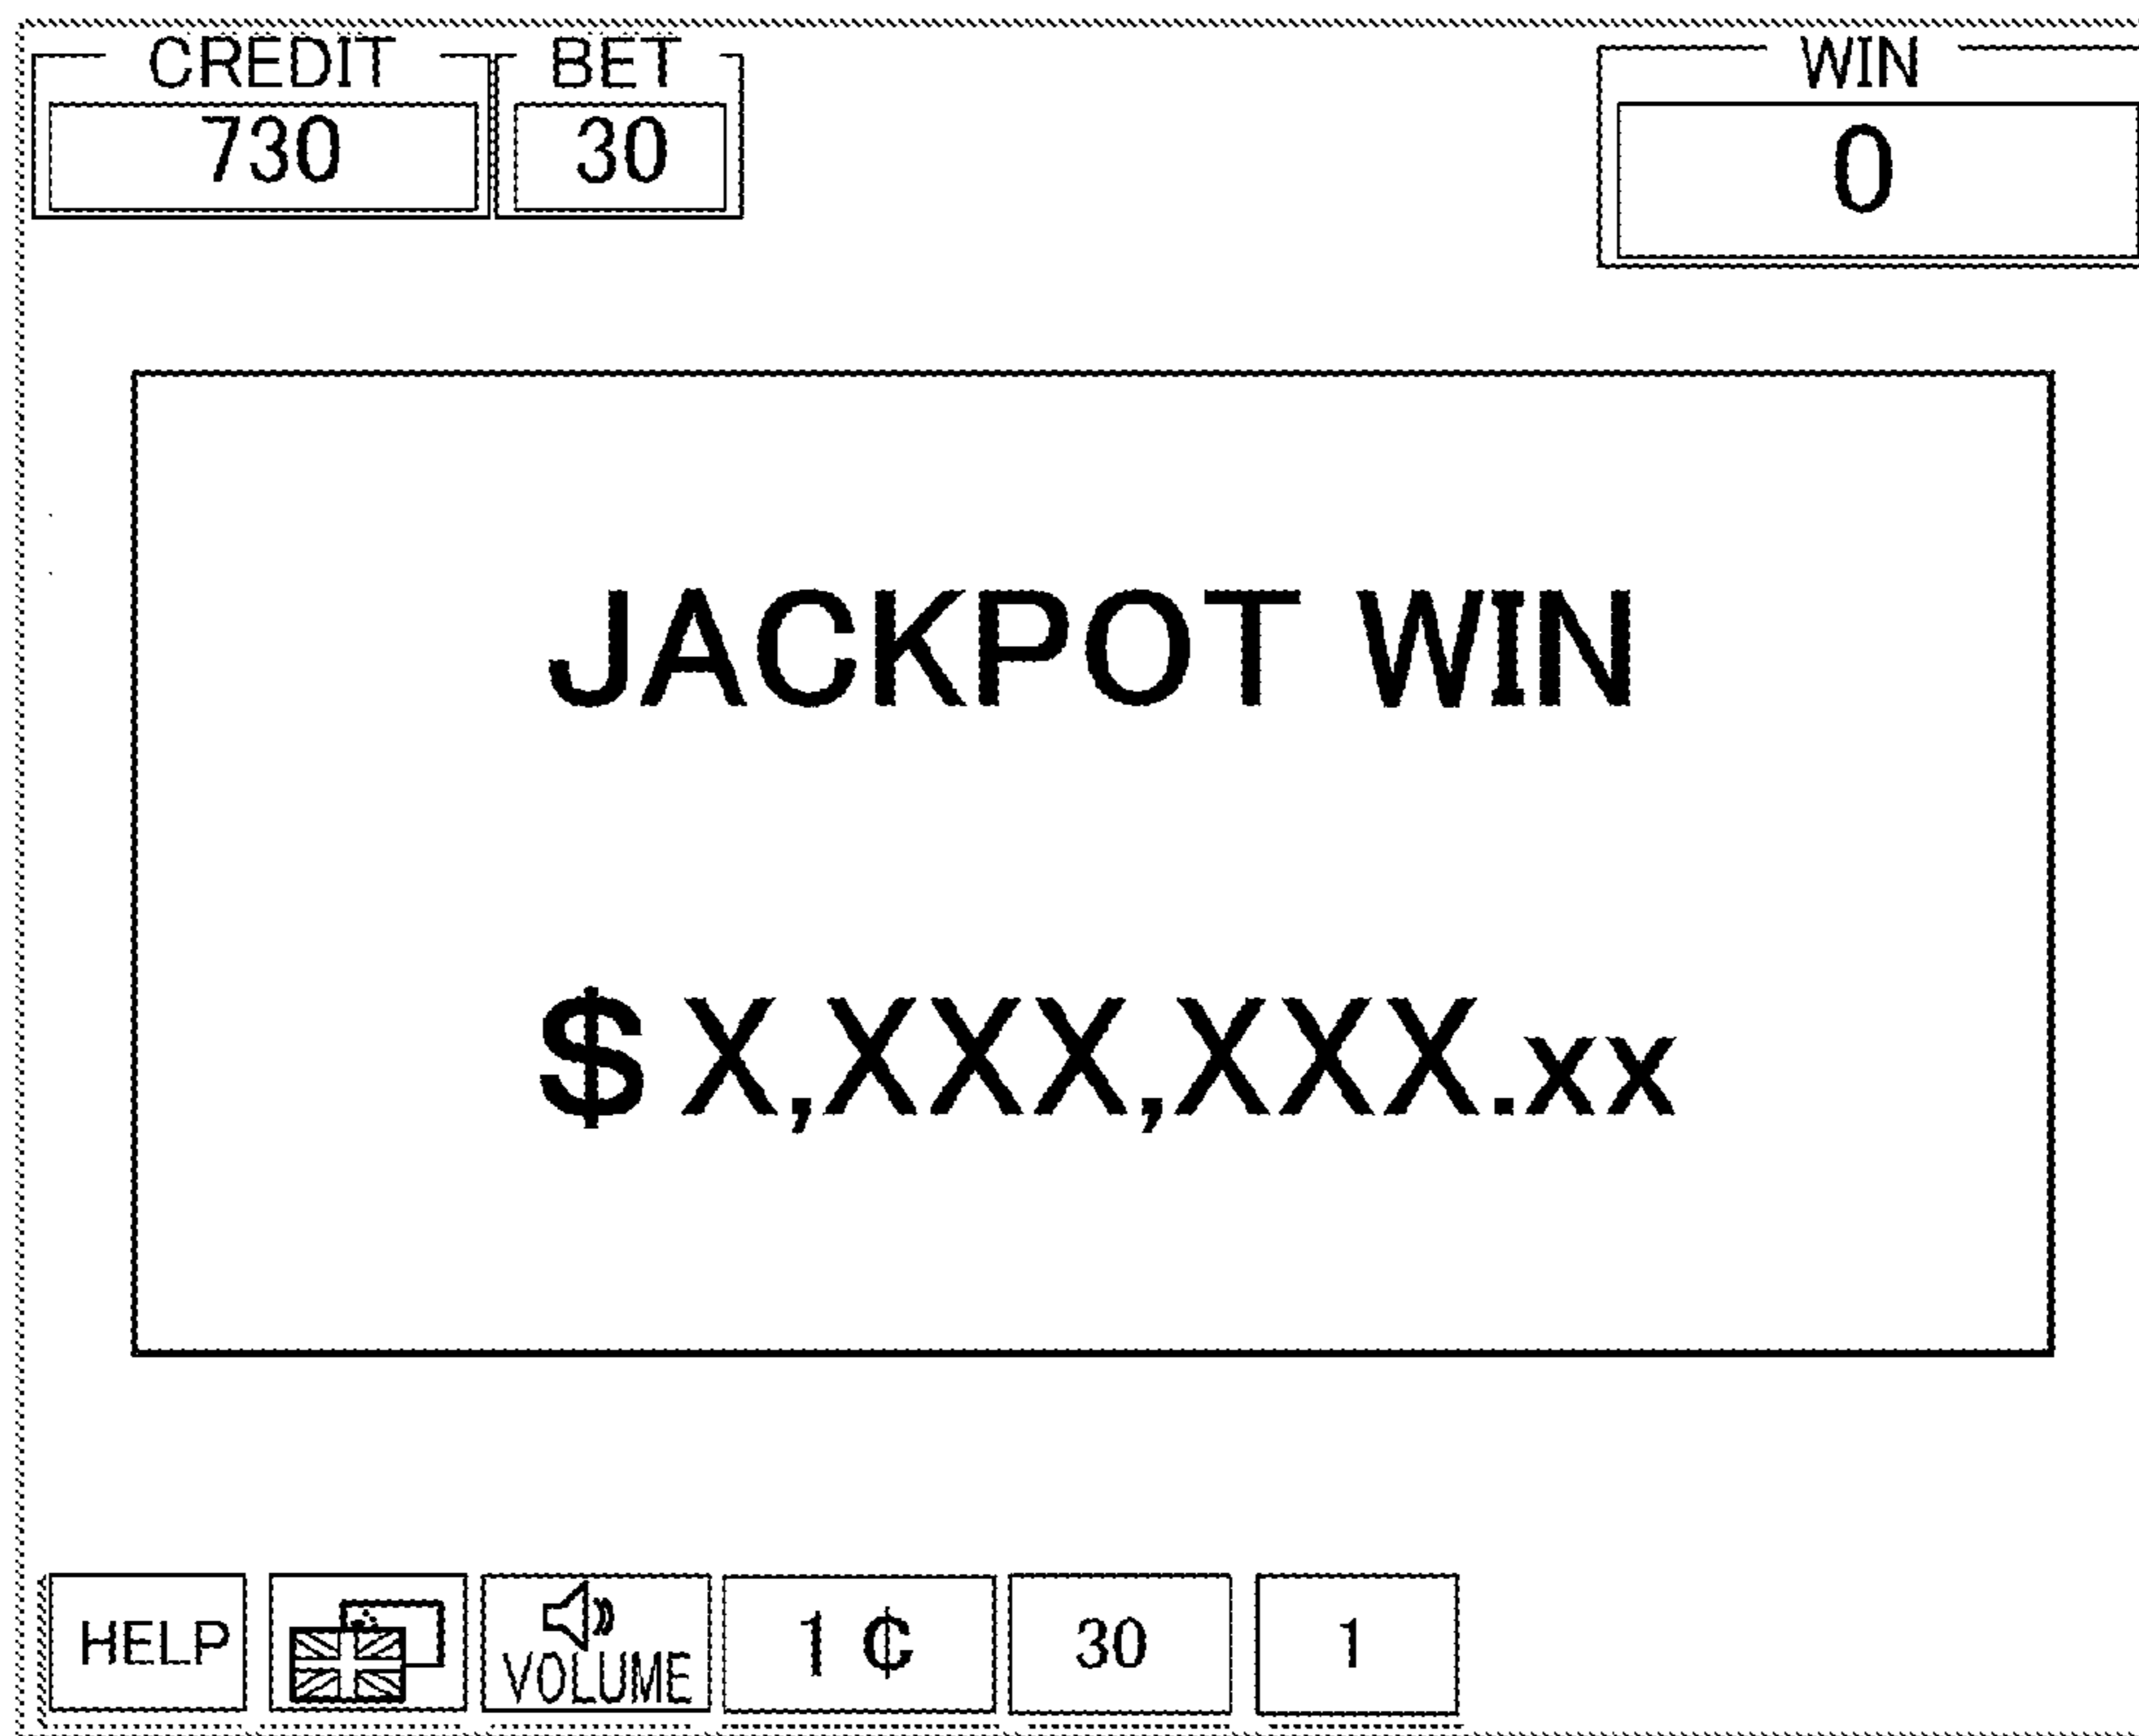 CREDIT BET WIN
730 30 0
JACKPOT WIN
$ X,XXX,XXX.xx
HELP VOLUME 1 ¢ 30 1